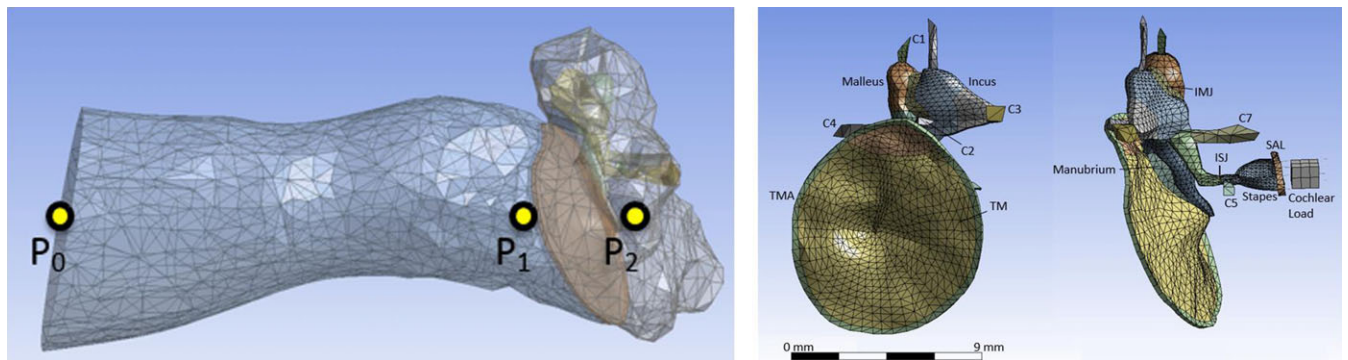 P0
P1
P2
C1
Malleus
Incus
C3
C4
C2
TMA
TM
0 mm
9 mm
IMJ
C7
Manubrium
ISJ
SAL
C5
Stapes
Cochlear
Load